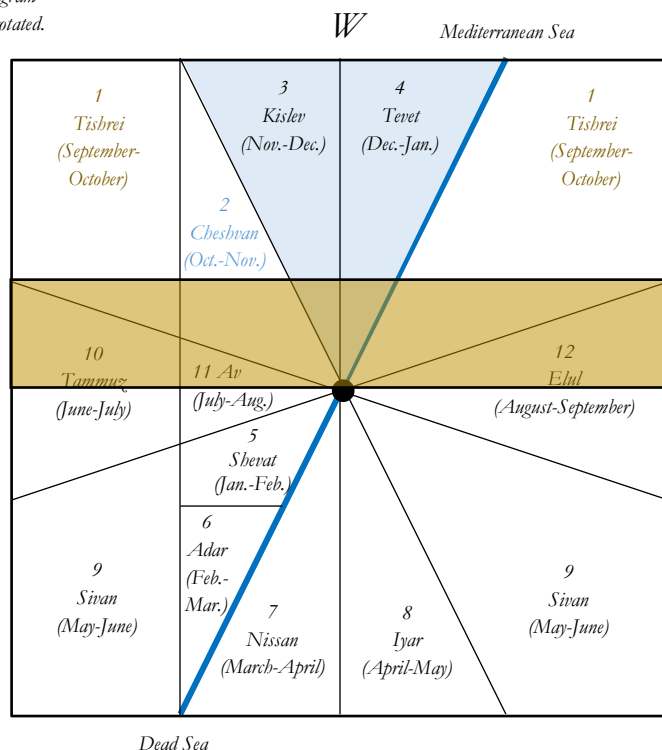 otated.
W
Mediterranean Sea
1
Tishrei
(September-
October)
3
Kislev
(Nov.-Dec.)
4
Tevet
(Dec.-Jan.)
1
Tishrei
(September-
October)
2
Cheshvan
(Oct.-Nov.)
10
Tammuz
(June-July)
11 Av
(July-Aug.)
12
Elul
(August-September)
5
Shevat
(Jan.-Feb.)
6
Adar
(Feb.-
Mar.)
9
Sivan
(May-June)
7
Nissan
(March-April)
8
Iyar
(April-May)
9
Sivan
(May-June)
Dead Sea